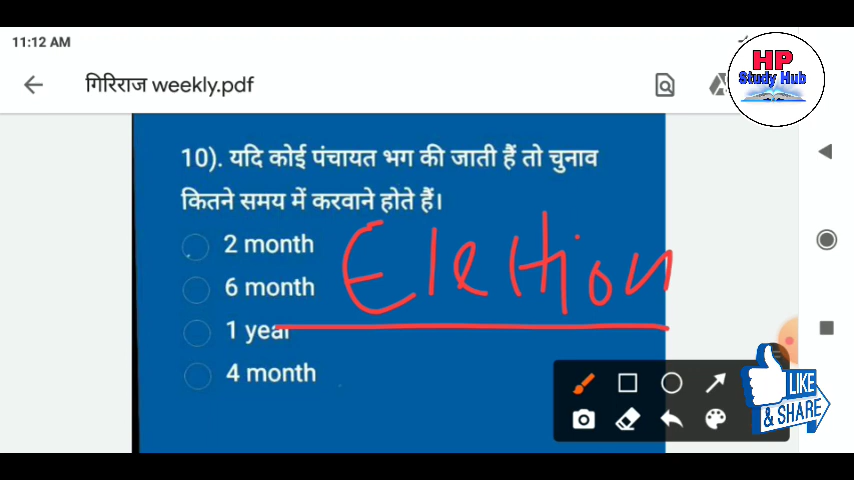 11:12 AM
गिरिराज weekly.pdf
HP
Study Hub
10). यदि कोई पंचायत भग की जाती हैं तो चुनाव
कितने समय में करवाने होते हैं।
2 month
6 month
Election
1 year
4 month
LIKE
& SHARE